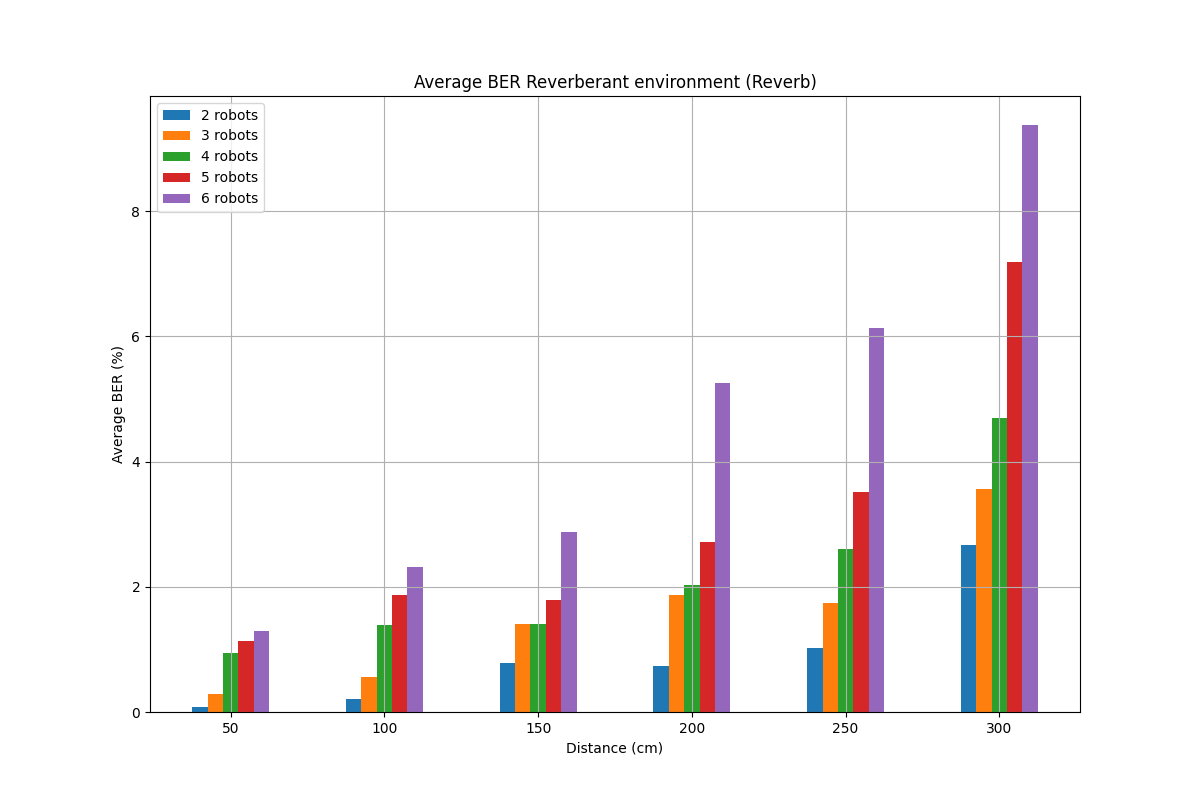 Average BER Reverberant environment (Reverb)
2 robots
3 robots
4 robots
5 robots
6 robots
Average BER (%)
8
6
4
2
0
50 100 150 200 250 300
Distance (cm)